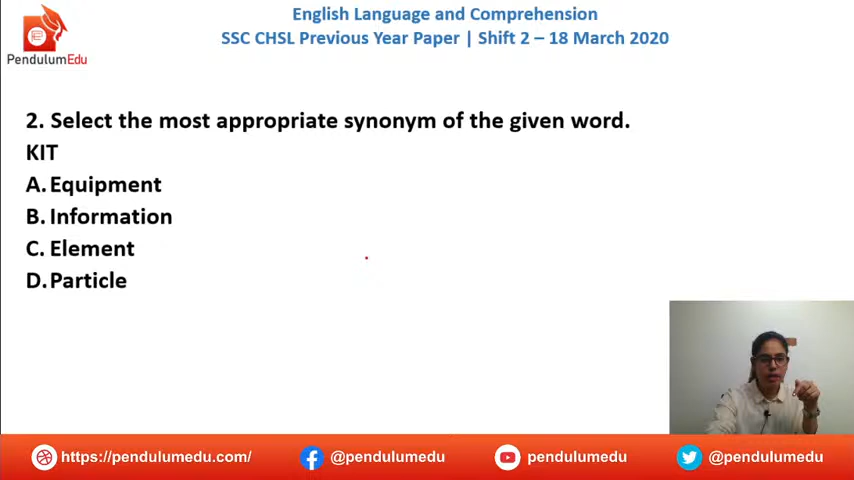 English Language and Comprehension
SSC CHSL Previous Year Paper | Shift 2 – 18 March 2020
PendulumEdu
2. Select the most appropriate synonym of the given word.
KIT
A. Equipment
B. Information
C. Element
D. Particle
https://pendulumedu.com/ @pendulumedu pendulumedu @pendulumedu